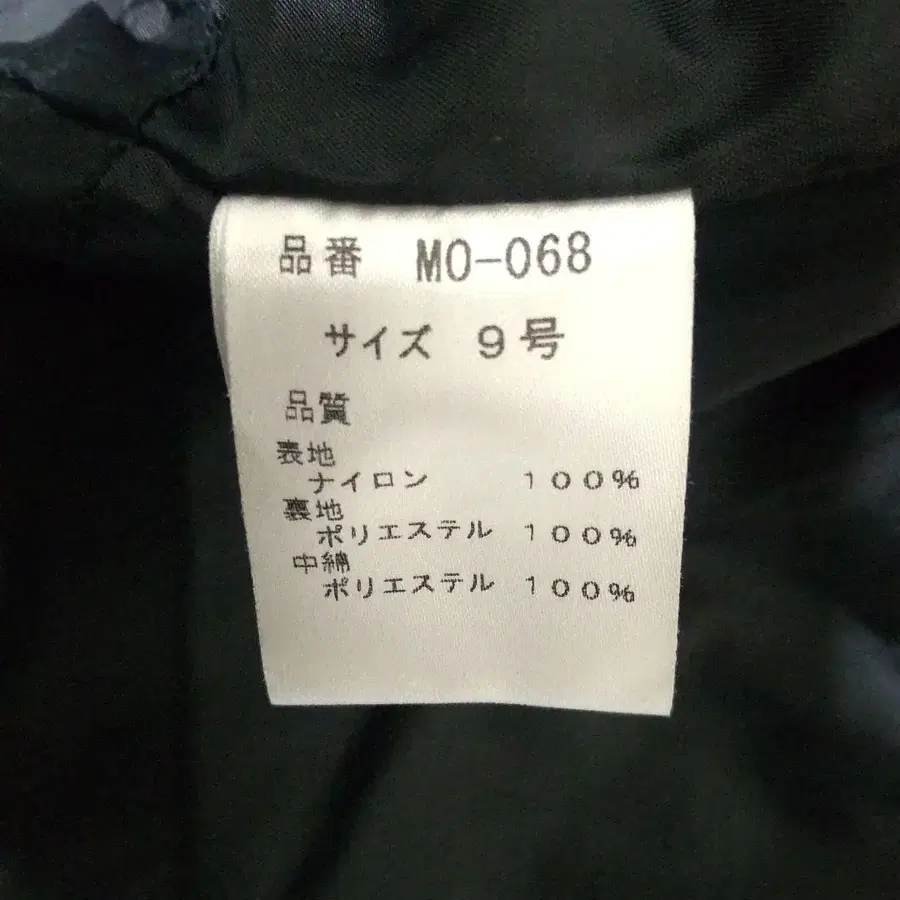 品番 MO-068
サイズ 9号
品質
表地
ナイロン 100%
裏地
ポリエステル 100%
中綿
ポリエステル 100%